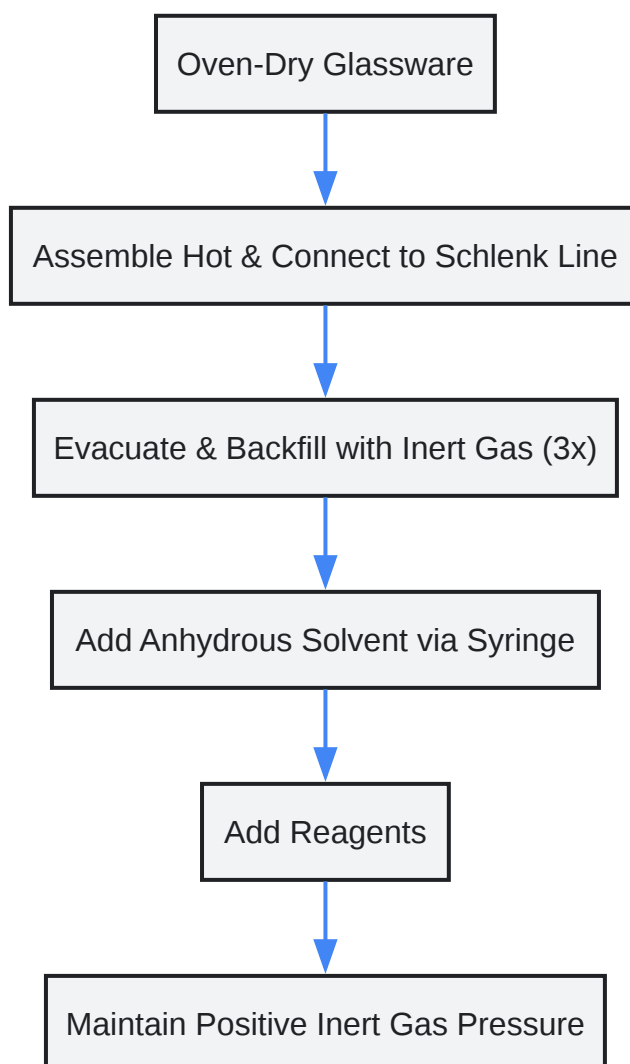 Oven-Dry Glassware
Assemble Hot & Connect to Schlenk Line
Evacuate & Backfill with Inert Gas (3x)
Add Anhydrous Solvent via Syringe
Add Reagents
Maintain Positive Inert Gas Pressure